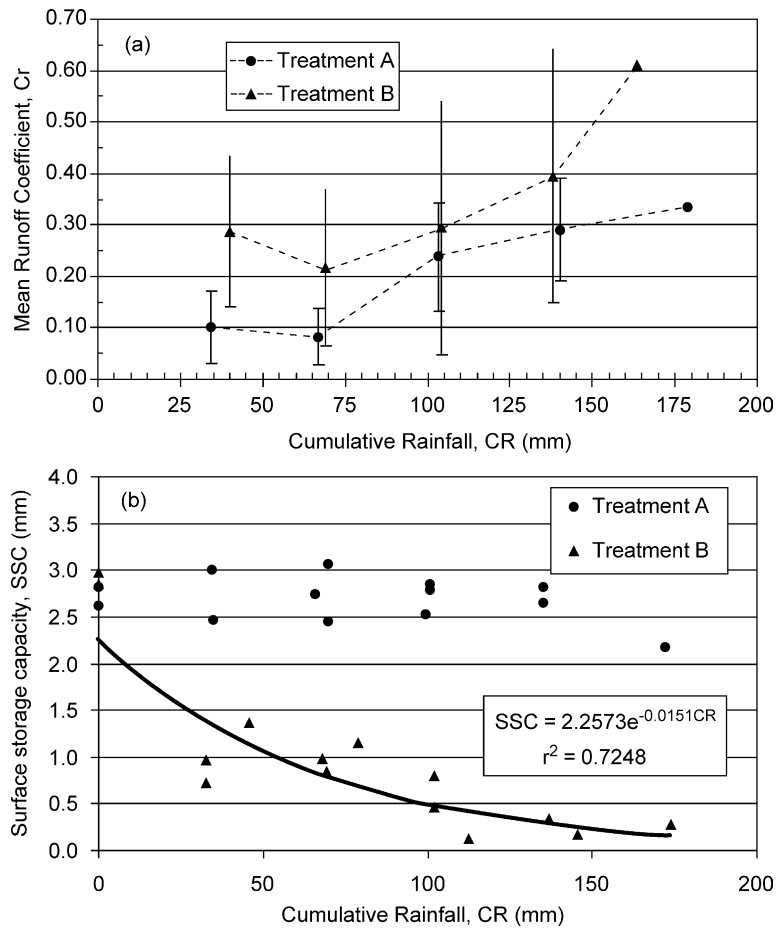 (a)
Treatment A
Treatment B
Mean Runoff Coefficient, Cr
0.70
0.60
0.50
0.40
0.30
0.20
0.10
0.00
0 25 50 75 100 125 150 175 200
Cumulative Rainfall, CR (mm)
(b)
Treatment A
Treatment B
Surface storage capacity, SSC (mm)
4.0
3.5
3.0
2.5
2.0
1.5
1.0
0.5
0.0
SSC = 2.2573e^-0.0151CR
r² = 0.7248
0 50 100 150 200
Cumulative Rainfall, CR (mm)